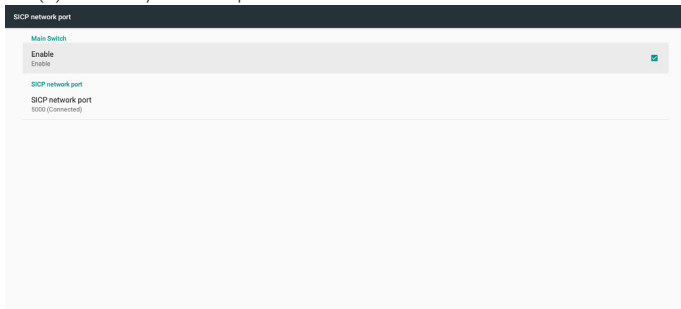 SICP network port
Main Switch
Enable
Enable
SICP network port
SICP network port
5000 (Connected)